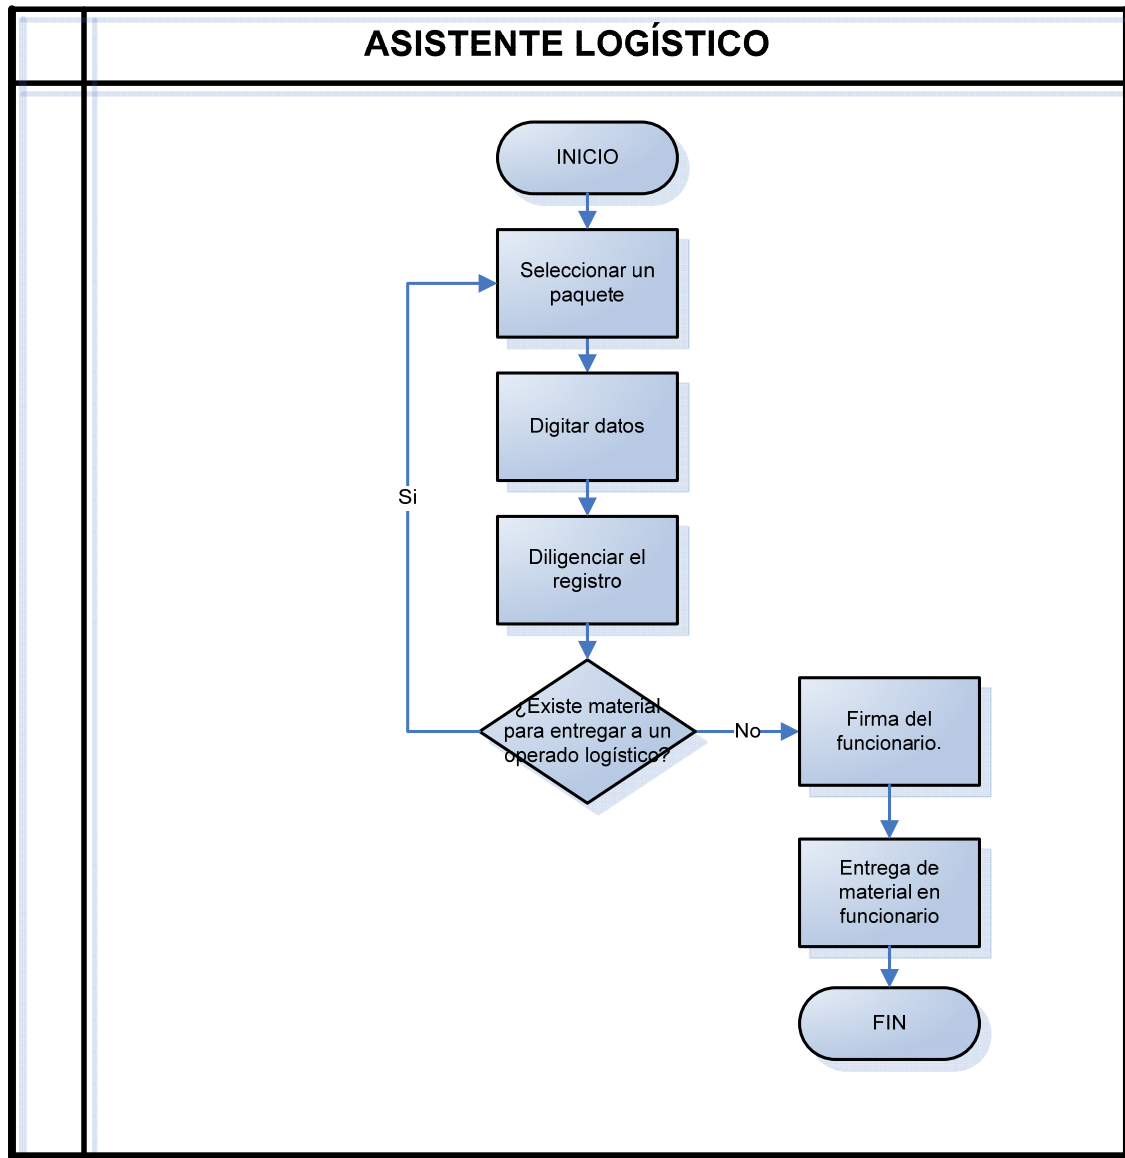 ASISTENTE LOGÍSTICO
INICIO
Seleccionar un
paquete
Digitar datos
Si
Diligenciar el
registro
¿Existe material
para entregar a un
operado logístico?
No
Firma del
funcionario.
Entrega de
material en
funcionario
FIN